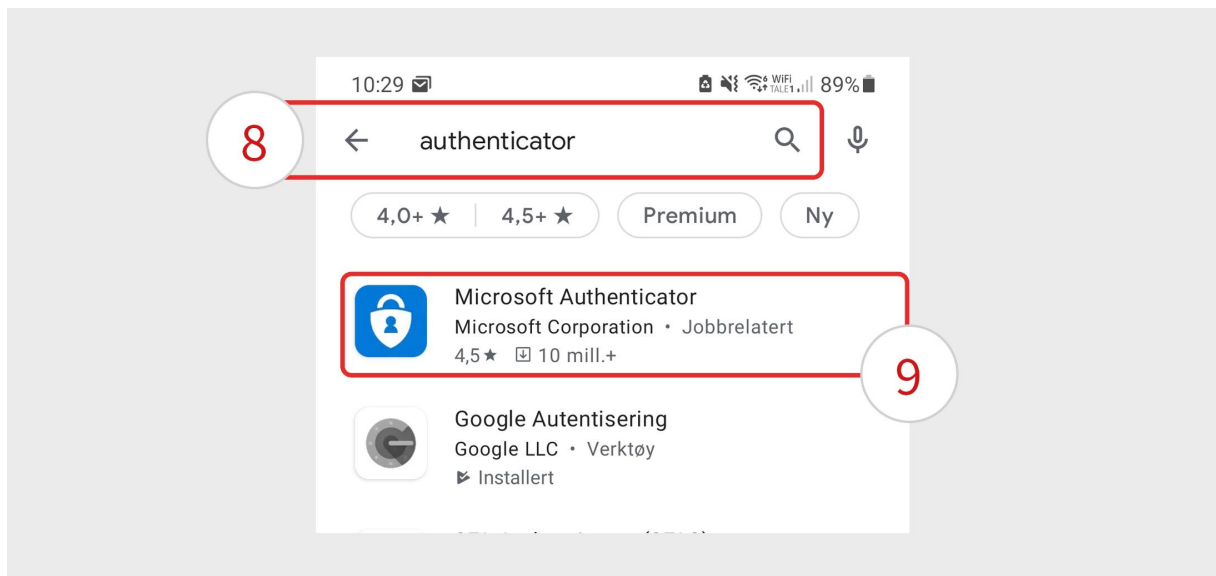 10:29 WiFi TALE1 89%
8
authenticator
4,0+ ★ 4,5+ ★ Premium Ny
Microsoft Authenticator
Microsoft Corporation • Jobbrelatert
4,5 ★ 10 mill.+
9
Google Autentisering
Google LLC • Verktøy
Installert